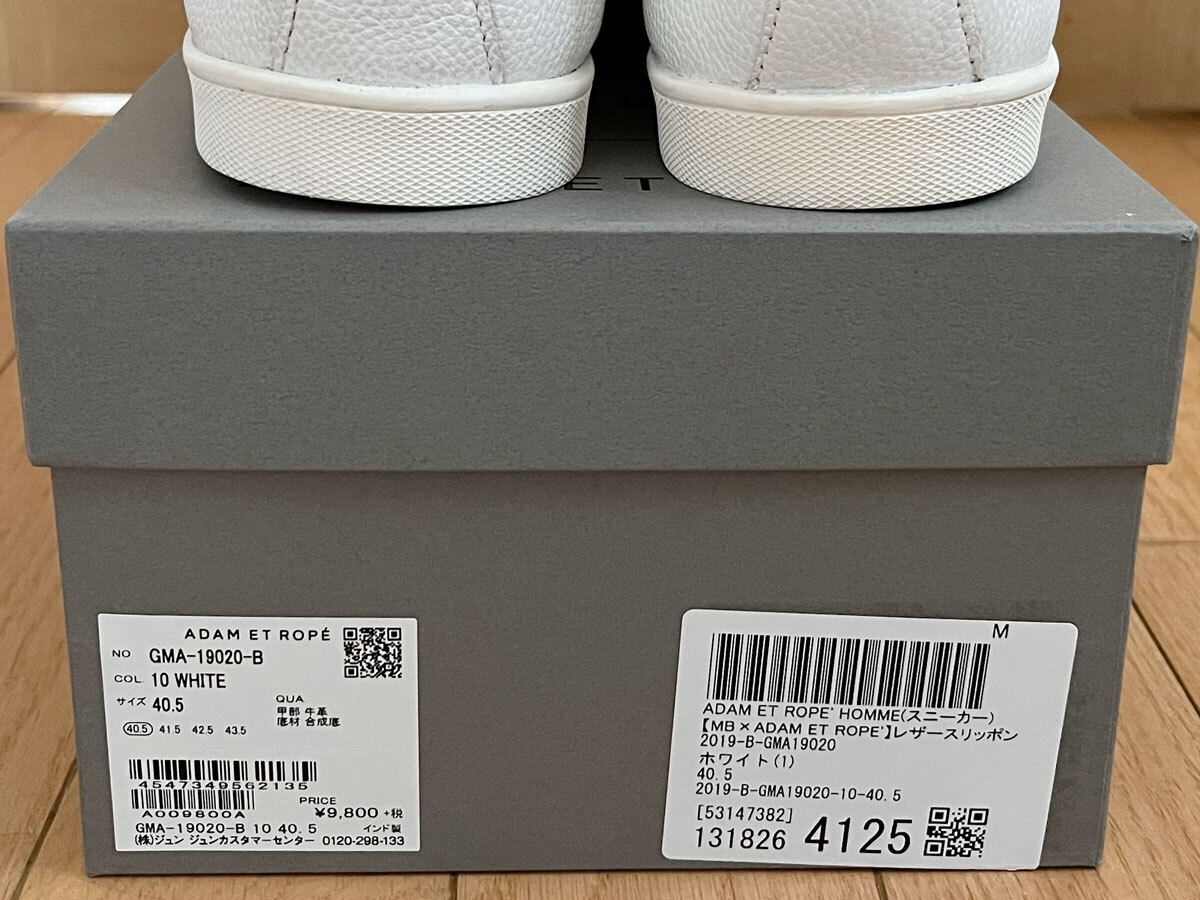 ET
ADAM ET ROPÉ
NO GMA-19020-B
COL 10 WHITE
サイズ 40.5
QUA
甲部 牛革
底材 合成底
40.5 41.5 42.5 43.5
4547349562135
A009800A
PRICE
¥9,800 +税
GMA-19020-B 10 40.5 インド製
(株)ジュン ジュンカスタマーセンター 0120-298-133
M
ADAM ET ROPE' HOMME(スニーカー)
【MB×ADAM ET ROPE'】レザースリッポン
2019-B-GMA19020
ホワイト(1)
40.5
2019-B-GMA19020-10-40.5
[53147382]
131826 4125